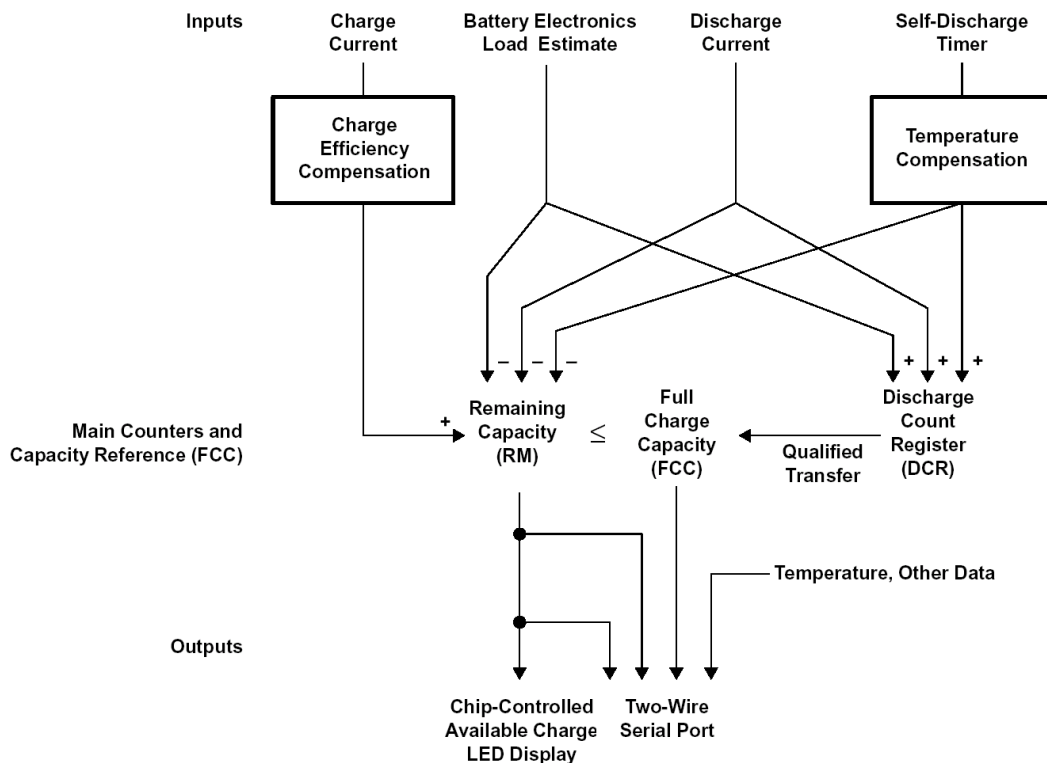 Inputs
Charge
Current
Battery Electronics
Load Estimate
Discharge
Current
Self-Discharge
Timer
Charge
Efficiency
Compensation
Temperature
Compensation
– – –
+ + +
Main Counters and
Capacity Reference (FCC)
+
Remaining
Capacity
(RM)
≤
Full
Charge
Capacity
(FCC)
Qualified
Transfer
Discharge
Count
Register
(DCR)
Temperature, Other Data
Outputs
Chip-Controlled
Available Charge
LED Display
Two-Wire
Serial Port